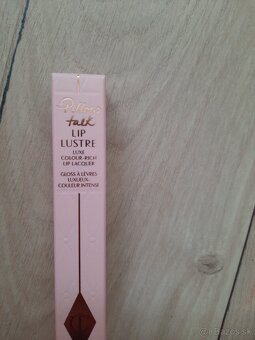 Pillow
talk
LIP
LUSTRE
LUXE
COLOUR-RICH
LIP LACQUER
GLOSS À LÈVRES
LUXUEUX-
COULEUR INTENSE